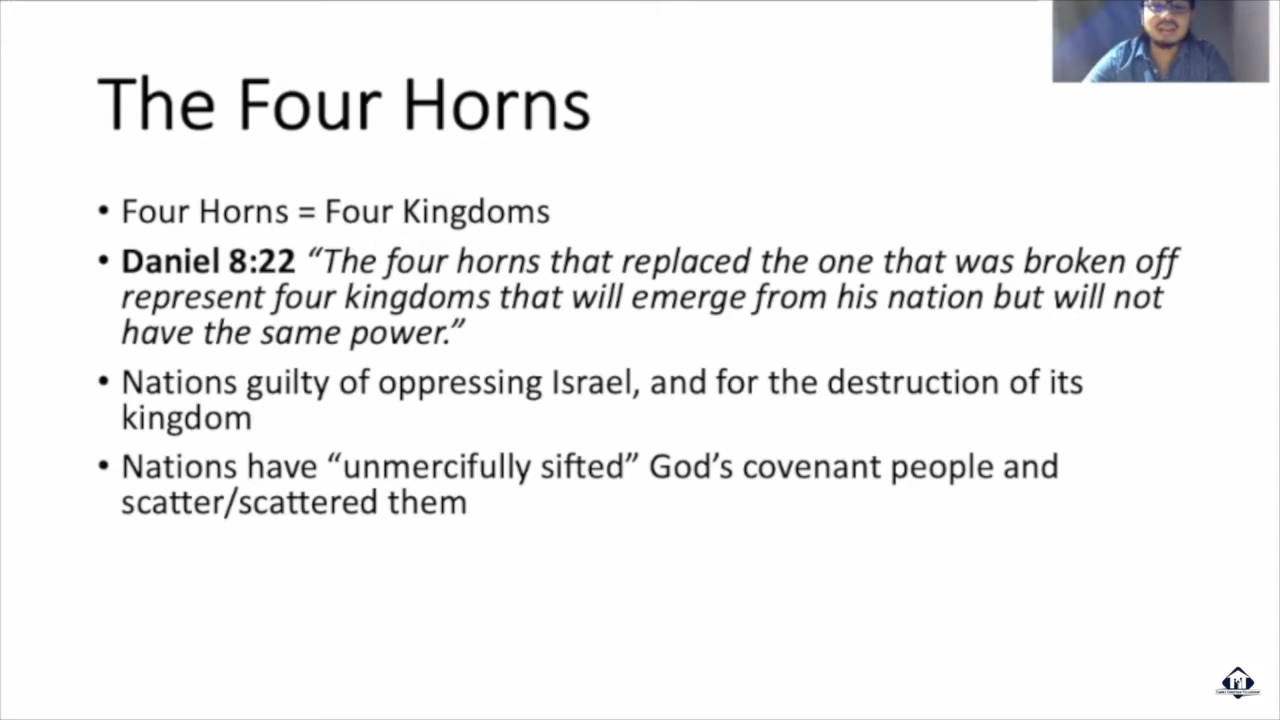 The Four Horns
• Four Horns = Four Kingdoms
• Daniel 8:22 “The four horns that replaced the one that was broken off
represent four kingdoms that will emerge from his nation but will not
have the same power.”
• Nations guilty of oppressing Israel, and for the destruction of its
kingdom
• Nations have “unmercifully sifted” God’s covenant people and
scatter/scattered them